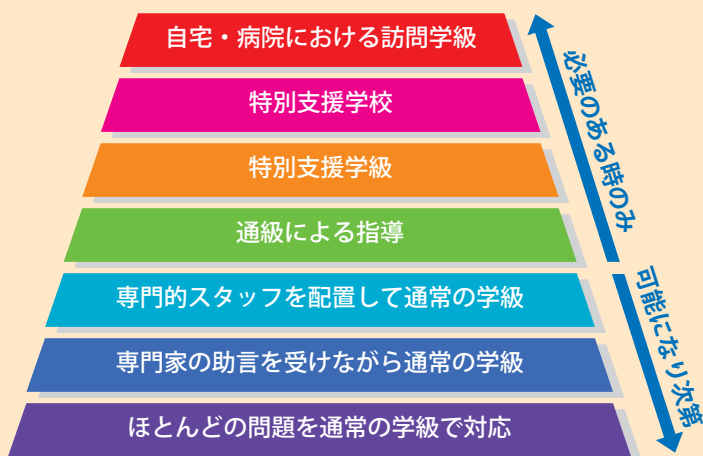 自宅・病院における訪問学級
特別支援学校
特別支援学級
通級による指導
専門的スタッフを配置して通常の学級
専門家の助言を受けながら通常の学級
ほとんどの問題を通常の学級で対応
必要のある時のみ
可能になり次第